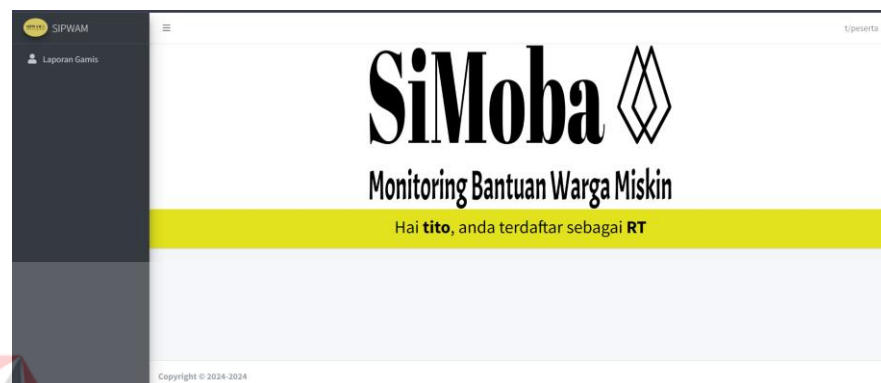 SIPWAM
t/peserta
Laporan Gamis
SiMoba
Monitoring Bantuan Warga Miskin
Hai tito, anda terdaftar sebagai RT
Copyright © 2024-2024